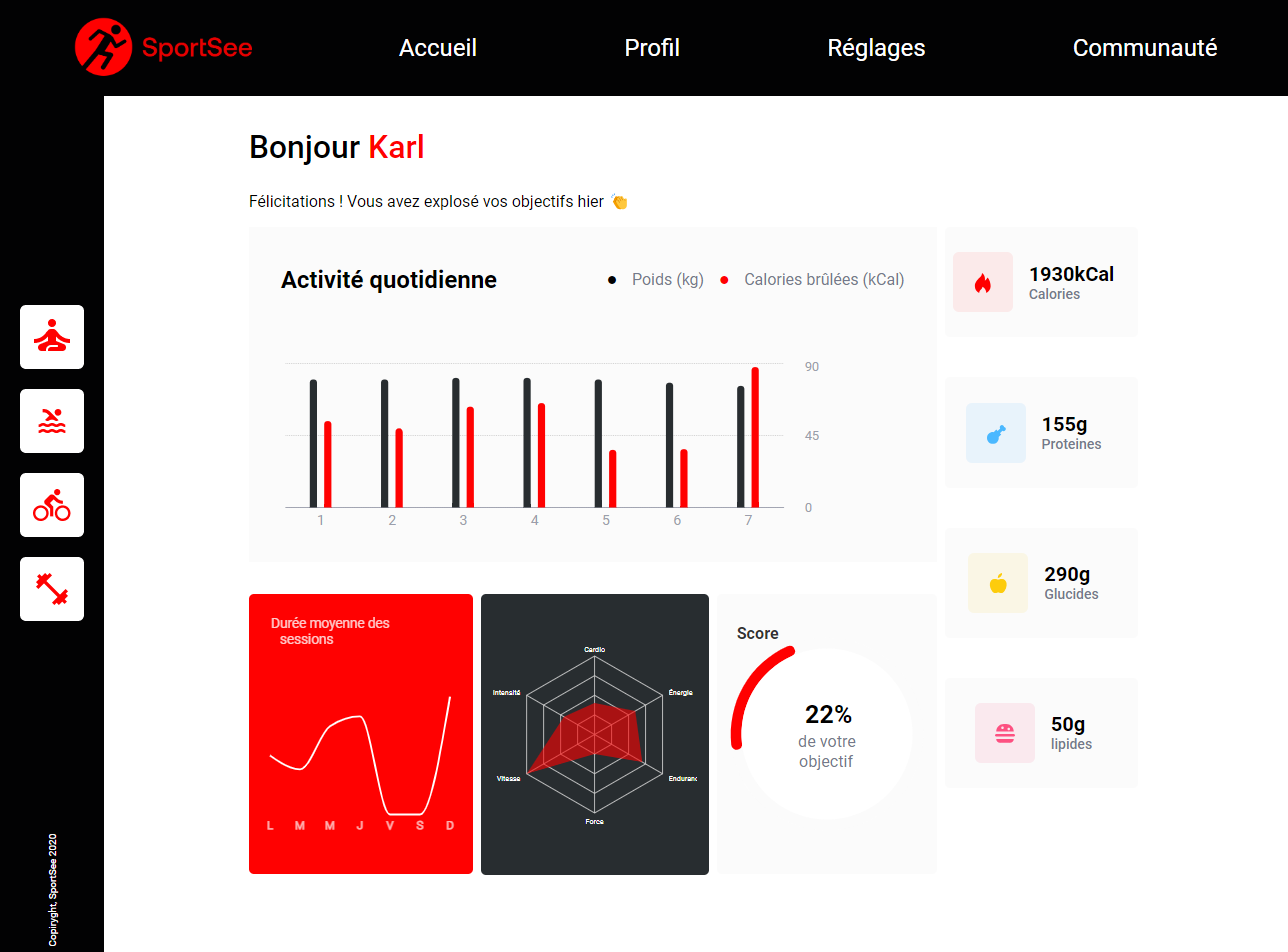 SportSee
Accueil
Profil
Réglages
Communauté
Bonjour Karl
Félicitations ! Vous avez explosé vos objectifs hier 👏
Activité quotidienne
Poids (kg)
Calories brûlées (kCal)
90
45
0
1 2 3 4 5 6 7
1930kCal
Calories
155g
Proteines
290g
Glucides
50g
lipides
Durée moyenne des
sessions
L M M J V S D
Cardio
Énergie
Enduranc
Force
Vitesse
Intensité
Score
22%
de votre
objectif
Copiryght, SportSee 2020